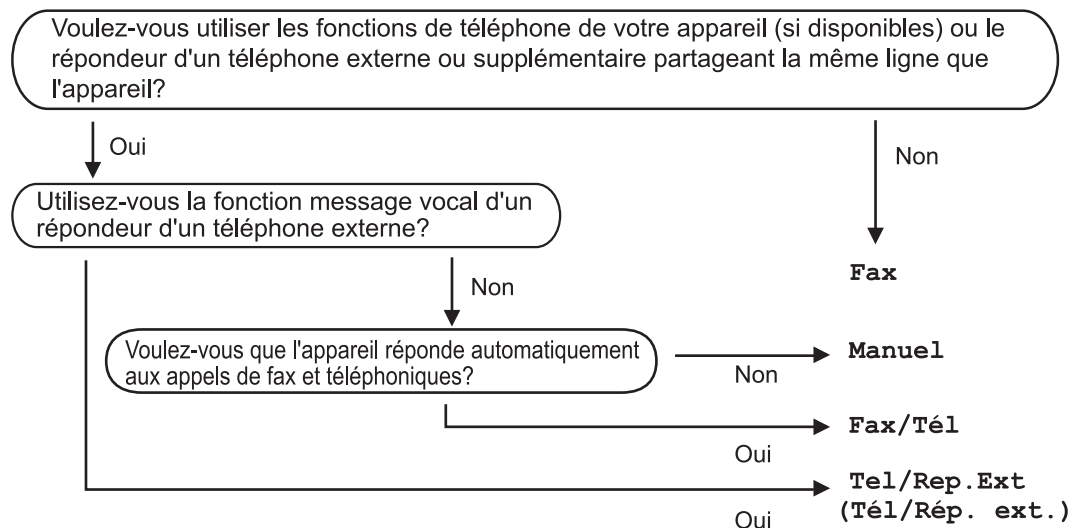 Voulez-vous utiliser les fonctions de téléphone de votre appareil (si disponibles) ou le
répondeur d'un téléphone externe ou supplémentaire partageant la même ligne que
l'appareil?
Oui
Non
Utilisez-vous la fonction message vocal d'un
répondeur d'un téléphone externe?
Fax
Non
Voulez-vous que l'appareil réponde automatiquement
aux appels de fax et téléphoniques?
Manuel
Non
Fax/Tél
Oui
Tel/Rep.Ext
(Tél/Rép. ext.)
Oui